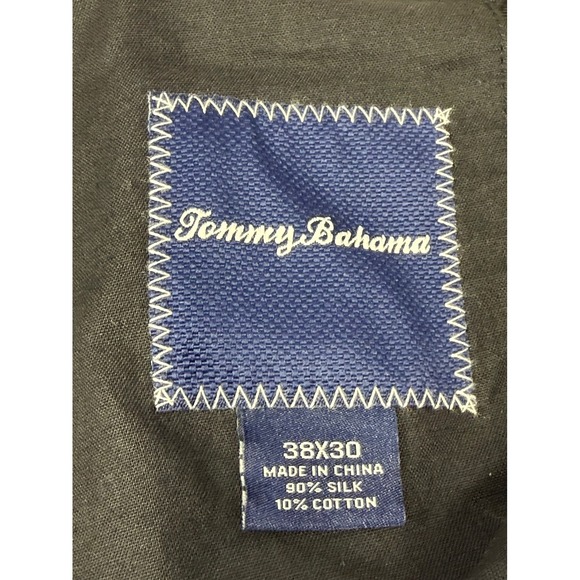 Tommy Bahama
38X30
MADE IN CHINA
90% SILK
10% COTTON